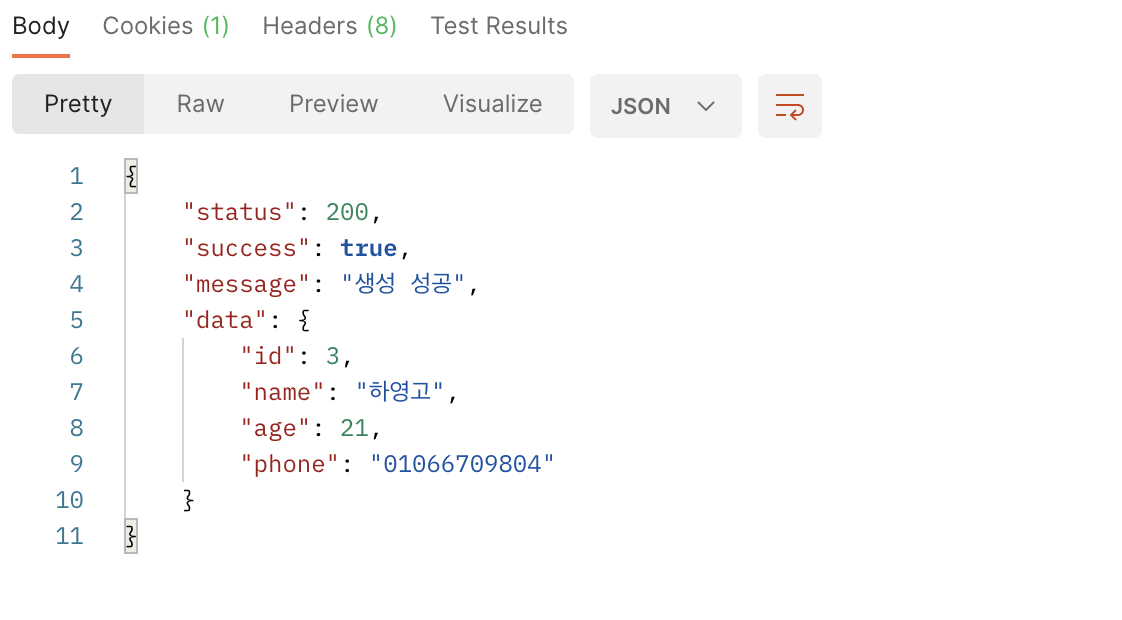 Body Cookies (1) Headers (8) Test Results
Pretty Raw Preview Visualize JSON
1 {
2 "status": 200,
3 "success": true,
4 "message": "생성 성공",
5 "data": {
6 "id": 3,
7 "name": "하영고",
8 "age": 21,
9 "phone": "01066709804"
10 }
11 }